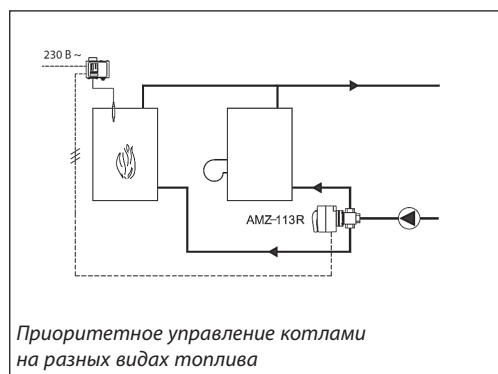 230 В ~
AMZ-113R
Приоритетное управление котлами
на разных видах топлива